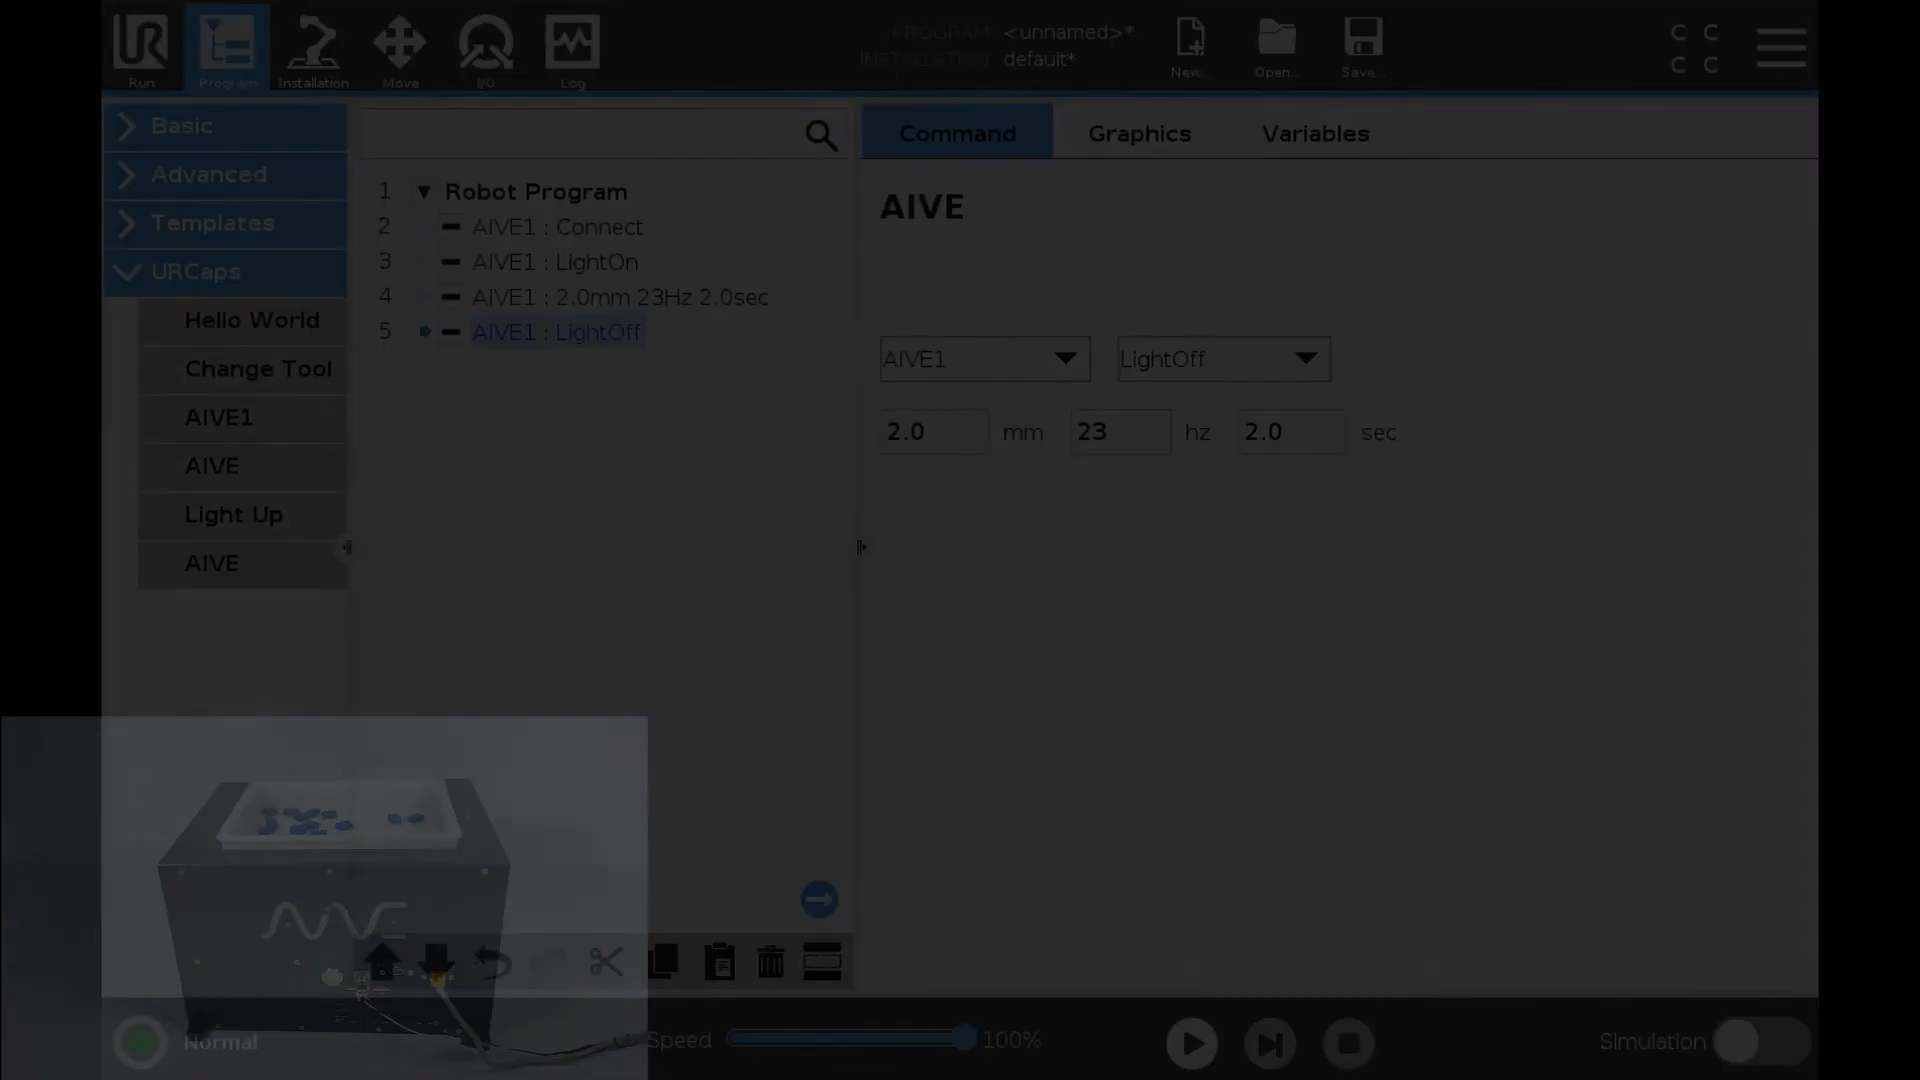 PROGRAM <unnamed>*
INSTALLATION default*
C C
C C
Run
Program
Installation
Move
I/O
Log
New...
Open...
Save...
Basic
Advanced
Templates
URCaps
Hello World
Change Tool
AIVE1
AIVE
Light Up
AIVE
1 Robot Program
2 AIVE1 : Connect
3 AIVE1 : LightOn
4 AIVE1 : 2.0mm 23Hz 2.0sec
5 AIVE1 : LightOff
Command Graphics Variables
AIVE
AIVE1 LightOff
2.0 mm 23 hz 2.0 sec
AIVE
Normal
Speed 100%
Simulation